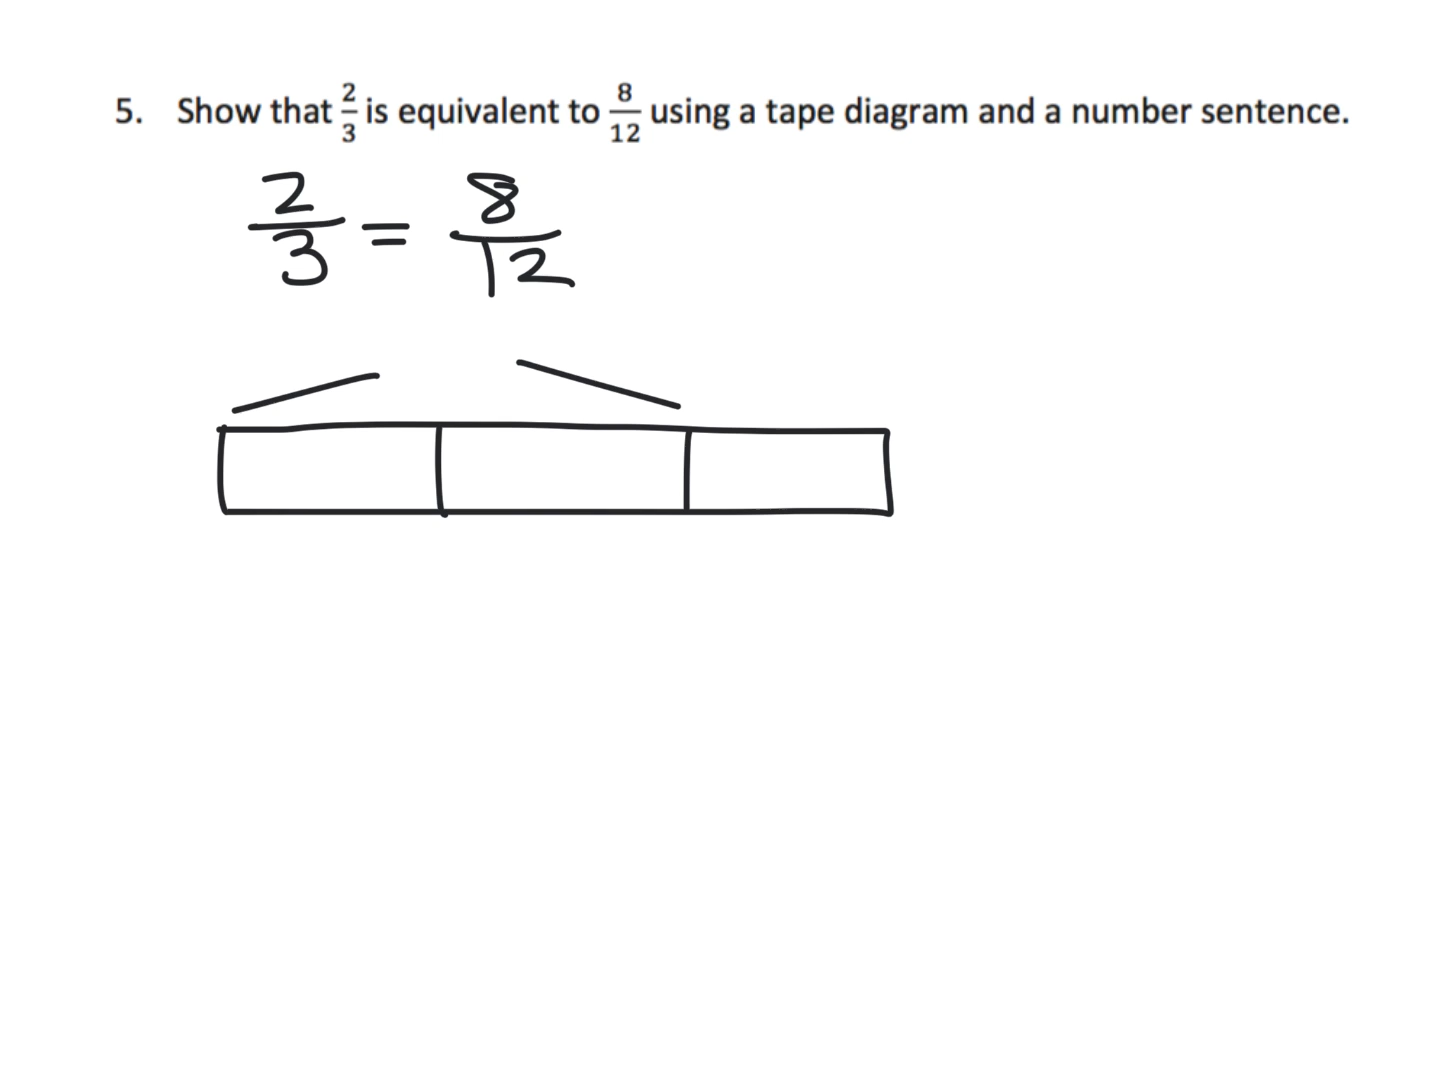 5. Show that 2/3 is equivalent to 8/12 using a tape diagram and a number sentence.
2/3 = 8/12